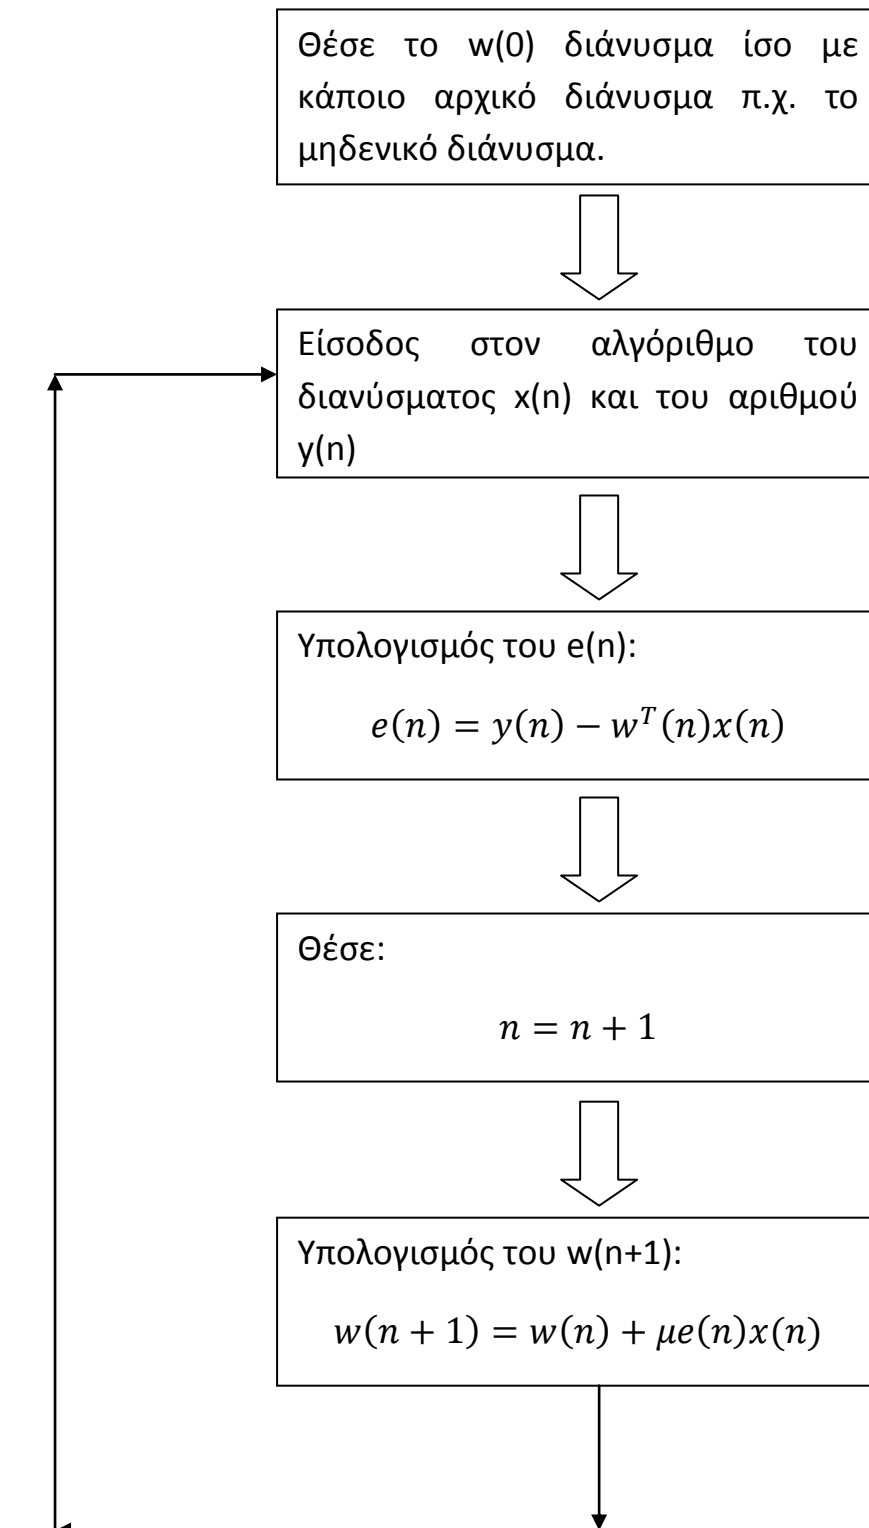 Θέσε το w(0) διάνυσμα ίσο με
κάποιο αρχικό διάνυσμα π.χ. το
μηδενικό διάνυσμα.
Είσοδος στον αλγόριθμο του
διανύσματος x(n) και του αριθμού
y(n)
Υπολογισμός του e(n):
e(n) = y(n) − wᵀ(n)x(n)
Θέσε:
n = n + 1
Υπολογισμός του w(n+1):
w(n + 1) = w(n) + μe(n)x(n)